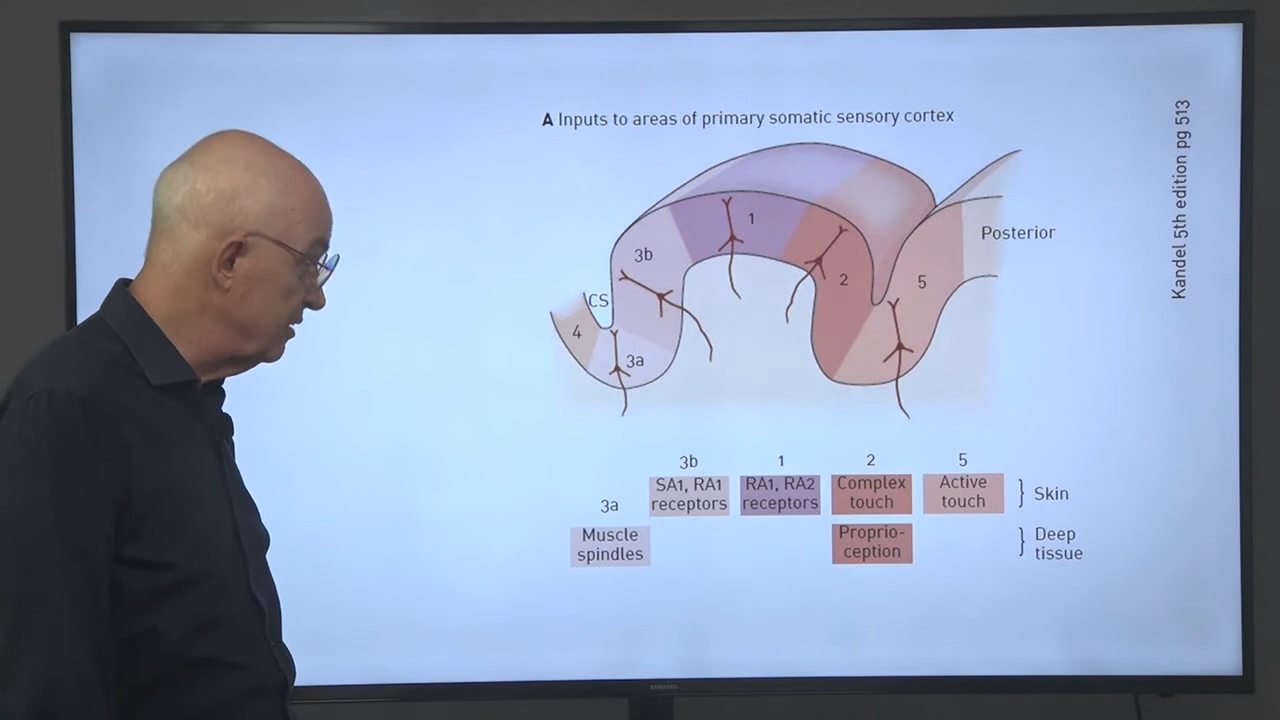 A Inputs to areas of primary somatic sensory cortex
Kandel 5th edition pg 513
1
3b
Posterior
2
5
CS
4
3a
3b
1
2
5
SA1, RA1
receptors
RA1, RA2
receptors
Complex
touch
Active
touch
Skin
3a
Muscle
spindles
Proprio-
ception
Deep
tissue
SAMSUNG